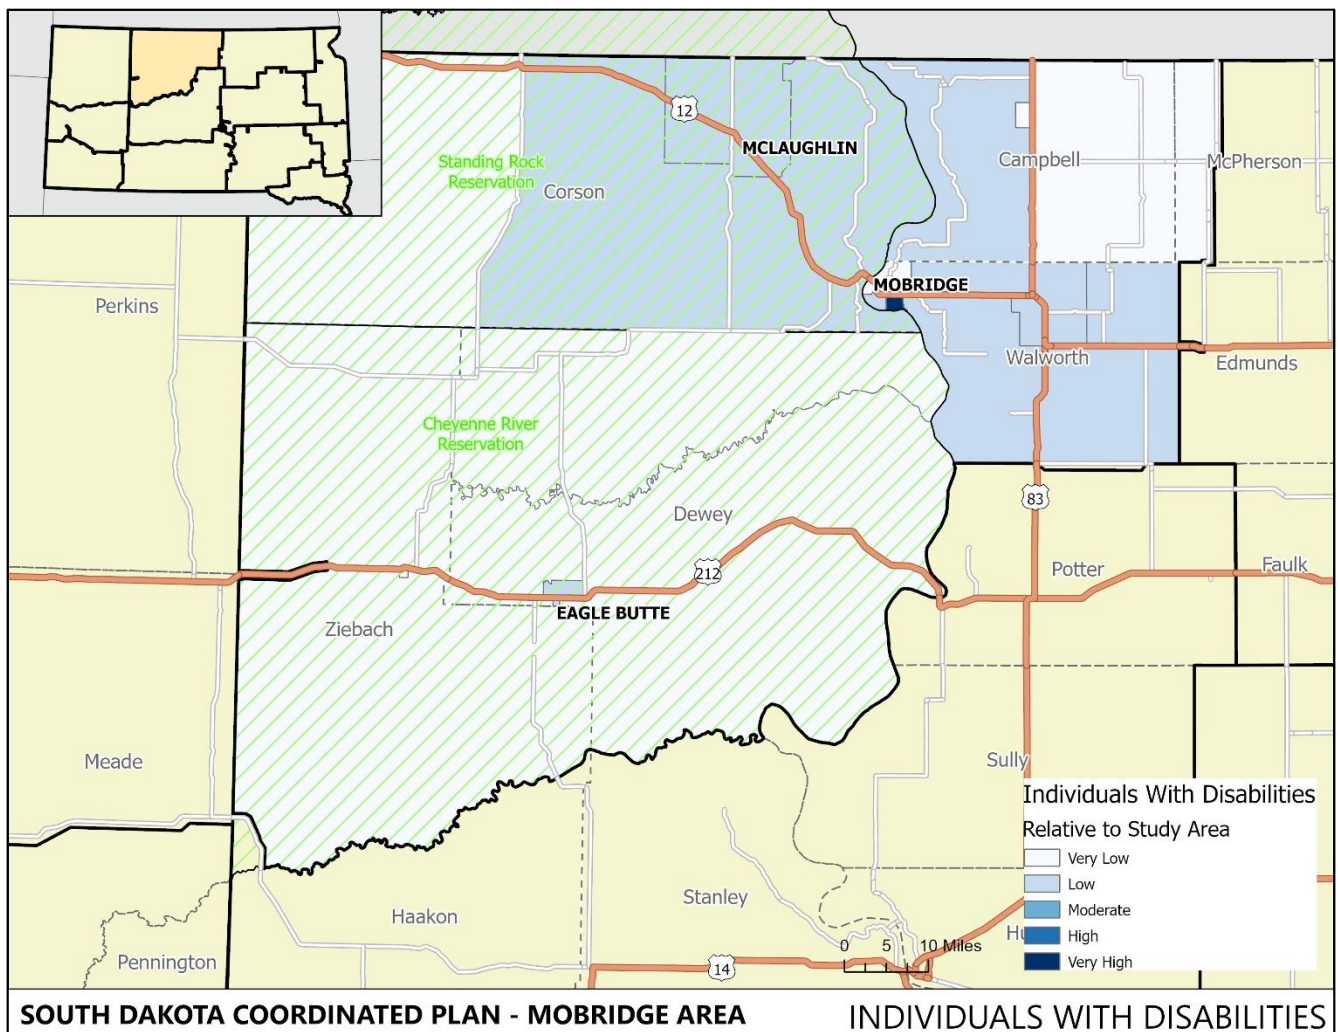 12
MCLAUGHLIN
Standing Rock
Reservation
Corson
Campbell
McPherson
MOBRIDGE
Perkins
Walworth
Edmunds
Cheyenne River
Reservation
83
Dewey
212
Potter
Faulk
EAGLE BUTTE
Ziebach
Meade
Sully
Individuals With Disabilities
Relative to Study Area
Very Low
Low
Moderate
High
Very High
Stanley
Haakon
0 5 10 Miles
Pennington
14
SOUTH DAKOTA COORDINATED PLAN - MOBRIDGE AREA
INDIVIDUALS WITH DISABILITIES